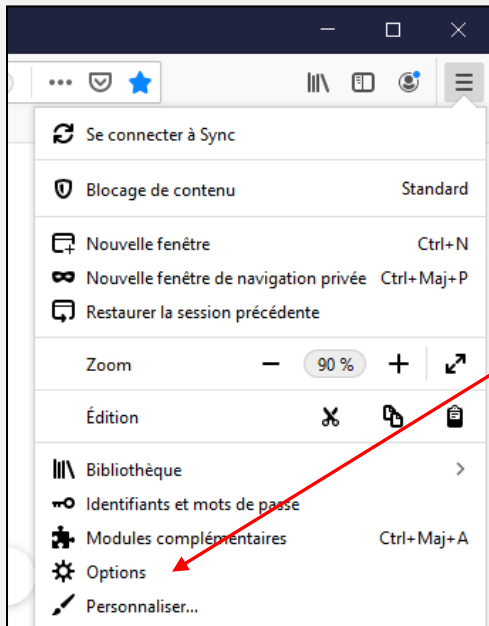 Se connecter à Sync
Blocage de contenu Standard
Nouvelle fenêtre Ctrl+N
Nouvelle fenêtre de navigation privée Ctrl+Maj+P
Restaurer la session précédente
Zoom 90 %
Édition
Bibliothèque
Identifiants et mots de passe
Modules complémentaires Ctrl+Maj+A
Options
Personnaliser...